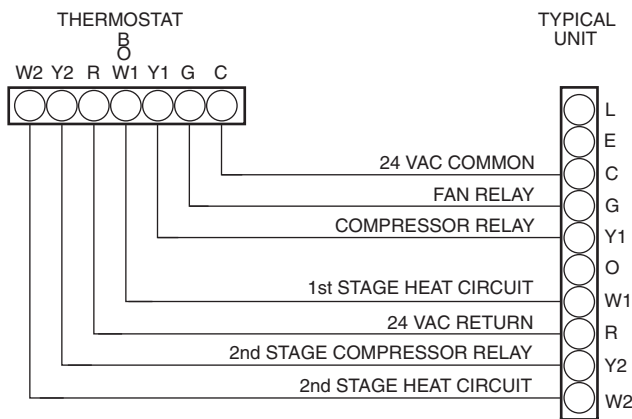 THERMOSTAT
B
O
W2 Y2 R W1 Y1 G C
TYPICAL
UNIT
L
E
24 VAC COMMON C
FAN RELAY G
COMPRESSOR RELAY Y1
O
1st STAGE HEAT CIRCUIT W1
24 VAC RETURN R
2nd STAGE COMPRESSOR RELAY Y2
2nd STAGE HEAT CIRCUIT W2